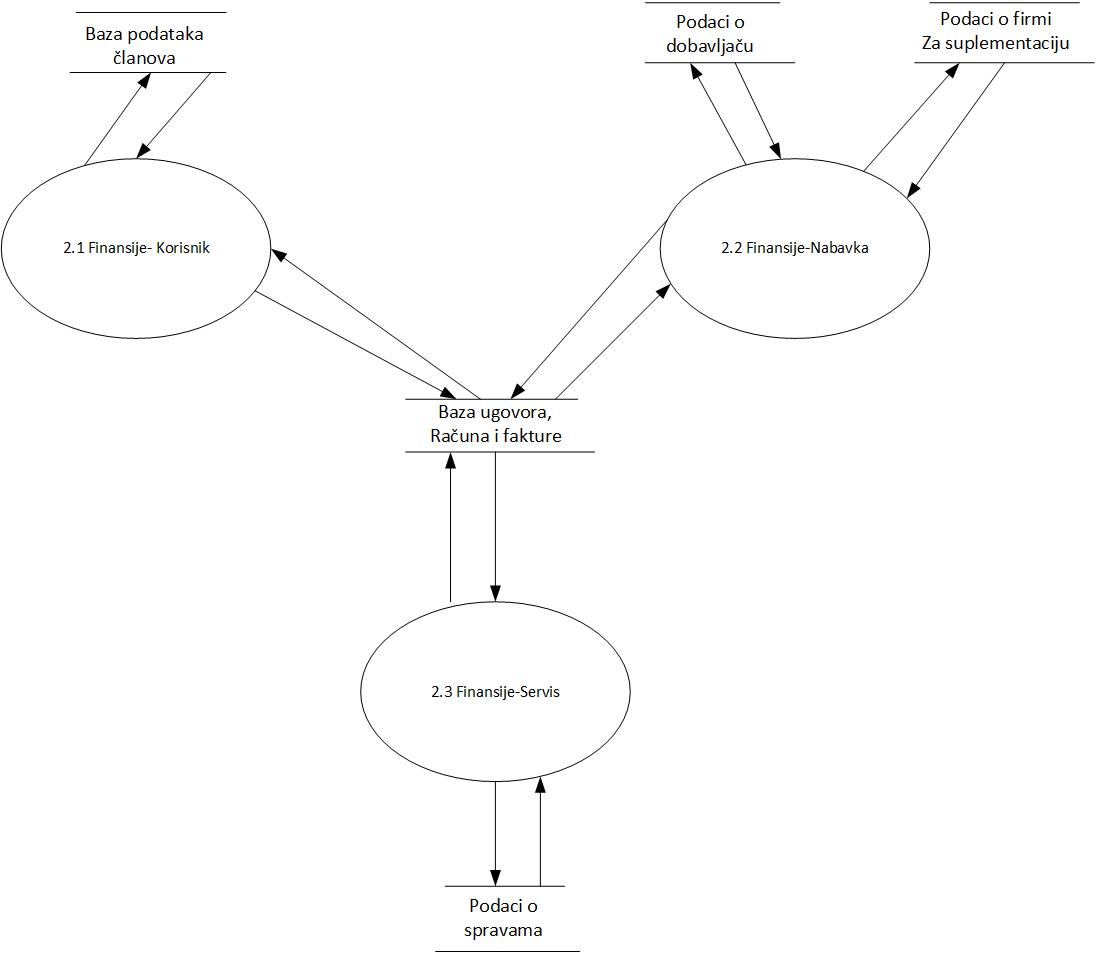 Baza podataka
članova
Podaci o
dobavljaču
Podaci o firmi
Za suplementaciju
2.1 Finansije- Korisnik
2.2 Finansije-Nabavka
Baza ugovora,
Računa i fakture
2.3 Finansije-Servis
Podaci o
spravama